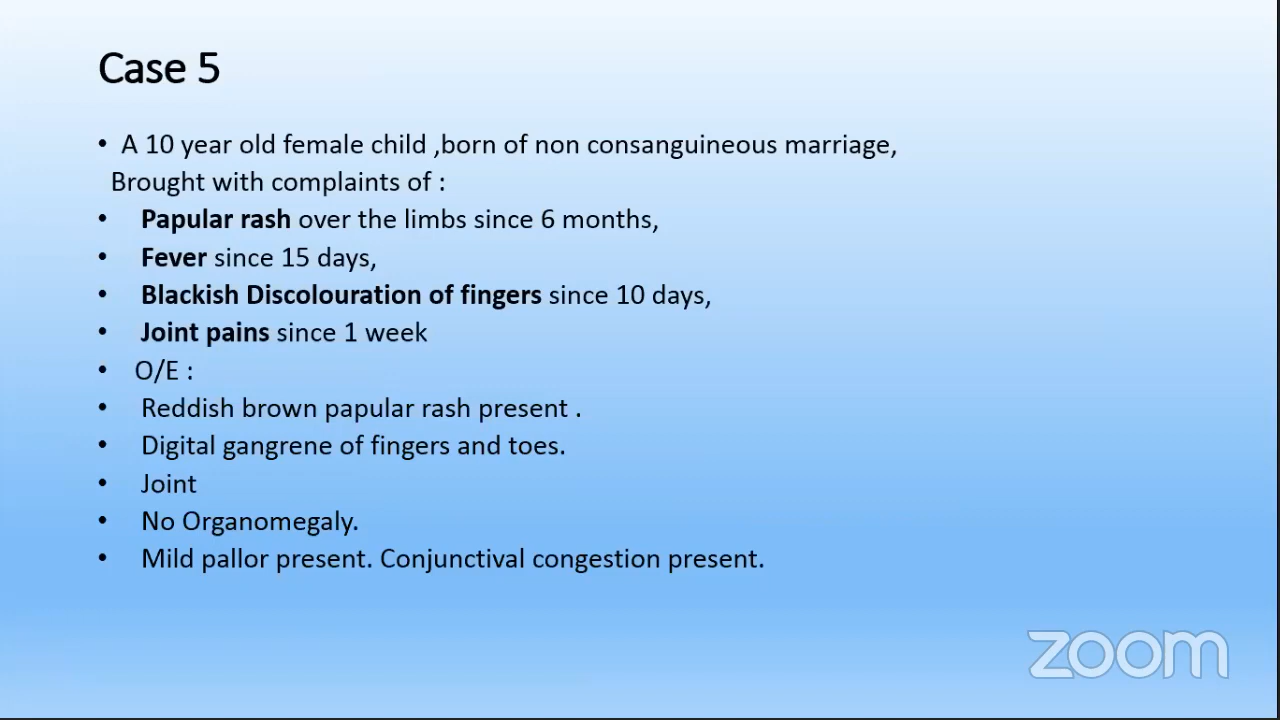 Case 5
• A 10 year old female child ,born of non consanguineous marriage,
Brought with complaints of :
• Papular rash over the limbs since 6 months,
• Fever since 15 days,
• Blackish Discolouration of fingers since 10 days,
• Joint pains since 1 week
• O/E :
• Reddish brown papular rash present .
• Digital gangrene of fingers and toes.
• Joint
• No Organomegaly.
• Mild pallor present. Conjunctival congestion present.
zoom